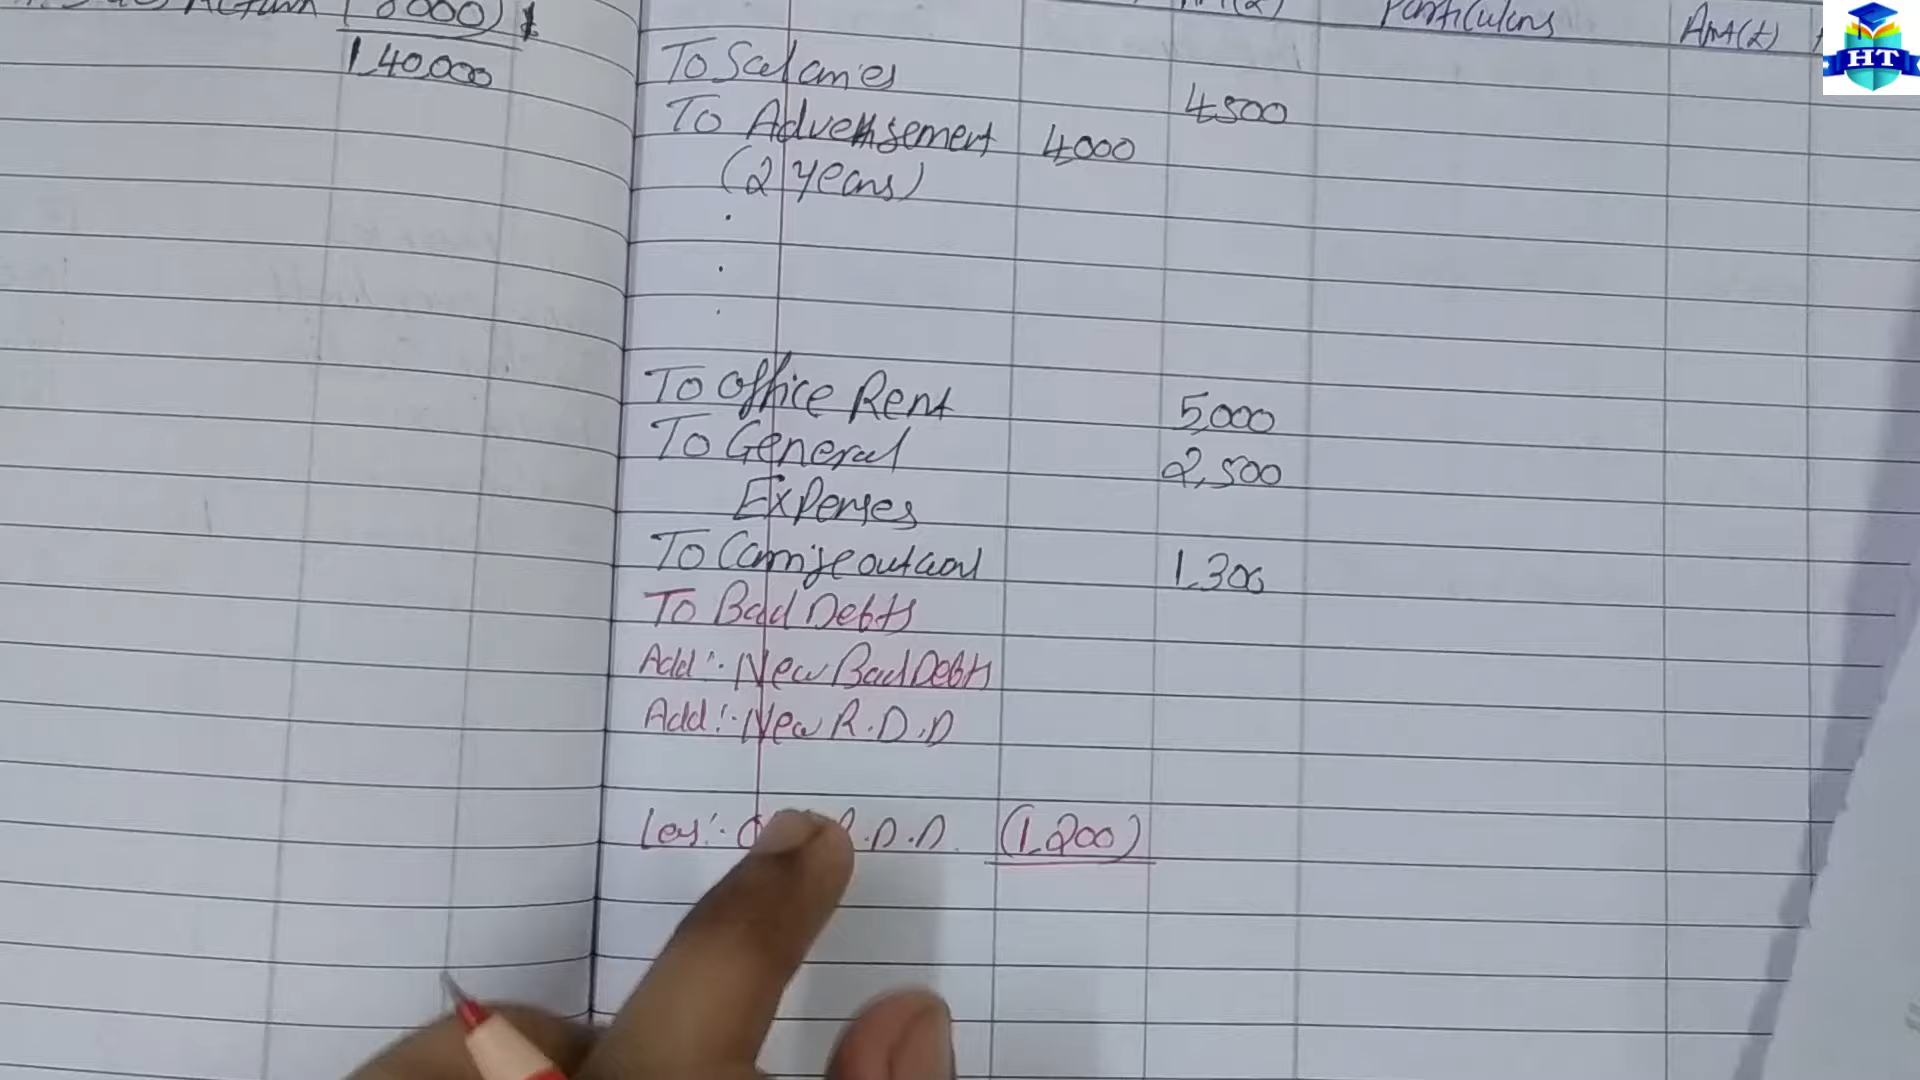 Return (8000)
1,40,000
Particulars Amt(₹)
To Salaries 4,500
To Advertisement 4,000
(2 years)
To Office Rent 5,000
To General 2,500
Expenses
To Carriage outward 1,300
To Bad Debts
Add:- New Bad Debts
Add:- New R.D.D
Less:- R.D.D. (1,200)
HT